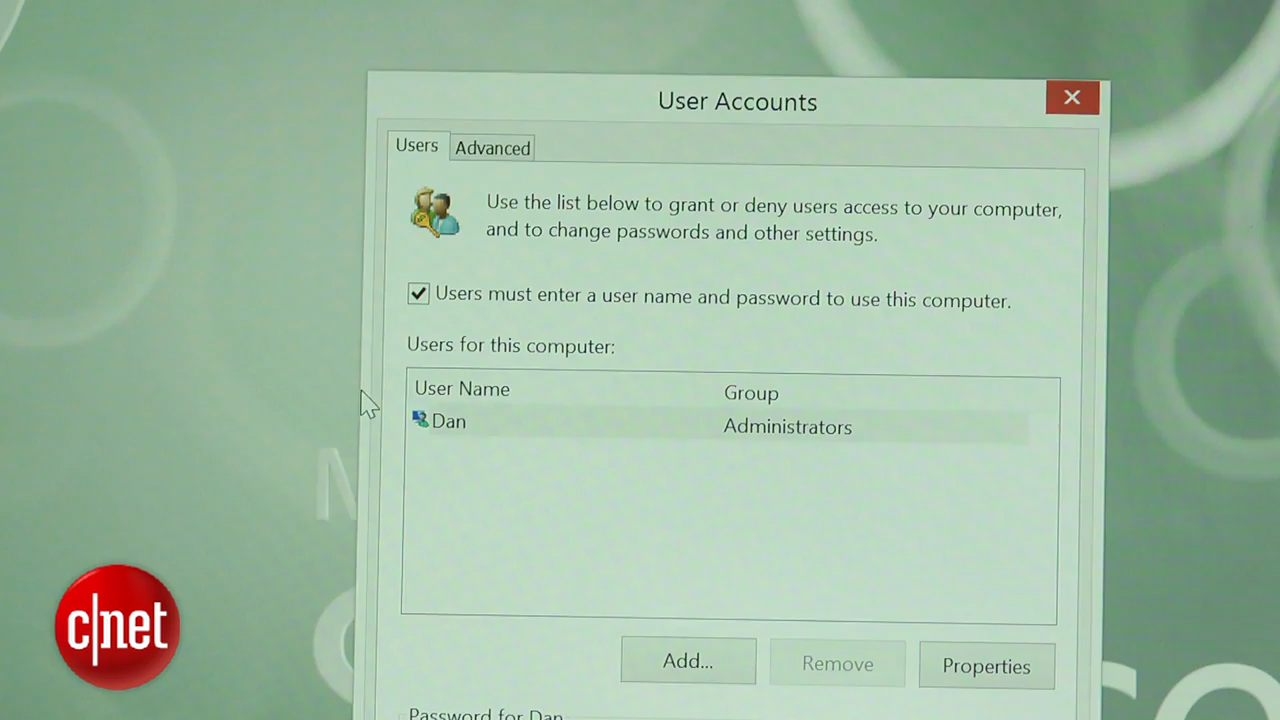 User Accounts
Users
Advanced
Use the list below to grant or deny users access to your computer,
and to change passwords and other settings.
Users must enter a user name and password to use this computer.
Users for this computer:
User Name Group
Dan Administrators
c|net
Add... Remove Properties
Password for Dan